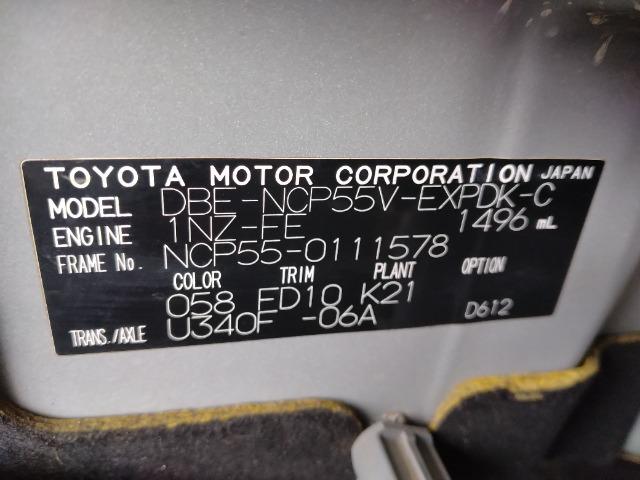 TOYOTA MOTOR CORPORATION JAPAN
MODEL DBE-NCP55V-EXPDK-C
ENGINE 1NZ-FE 1496 mL
FRAME No. NCP55-0111578
COLOR TRIM PLANT OPTION
058 FD10 K21
TRANS./AXLE U340F -06A D612